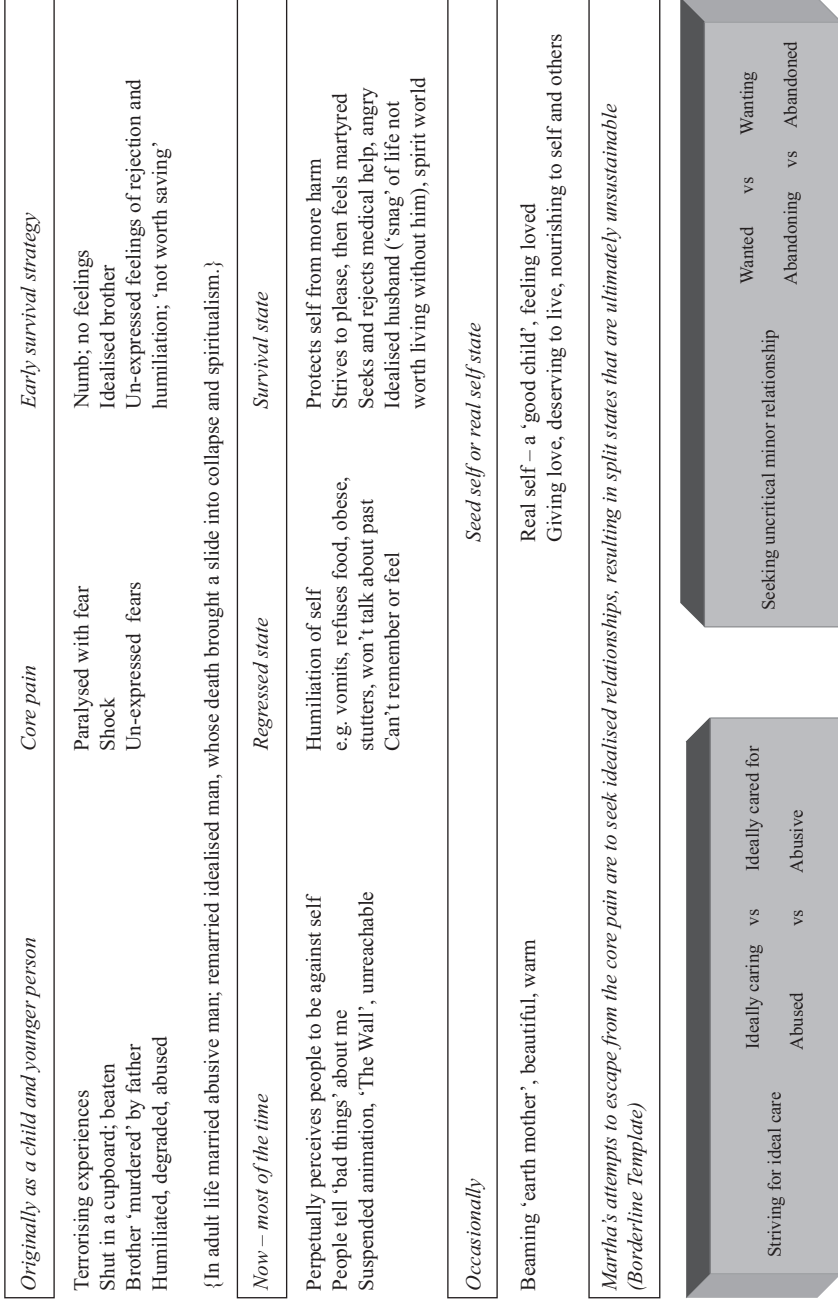 Originally as a child and younger person Core pain Early survival strategy
Terrorising experiences Paralysed with fear Numb; no feelings
Shut in a cupboard; beaten Shock Idealised brother
Brother ‘murdered’ by father Un-expressed fears Un-expressed feelings of rejection and
Humiliated, degraded, abused humiliation; ‘not worth saving’
{In adult life married abusive man; remarried idealised man, whose death brought a slide into collapse and spiritualism.}
Now – most of the time Regressed state Survival state
Perpetually perceives people to be against self Humiliation of self Protects self from more harm
People tell ‘bad things’ about me e.g. vomits, refuses food, obese, Strives to please, then feels martyred
Suspended animation, ‘The Wall’, unreachable stutters, won’t talk about past Seeks and rejects medical help, angry
Can’t remember or feel Idealised husband (‘snag’ of life not
worth living without him), spirit world
Occasionally Seed self or real self state
Beaming ‘earth mother’, beautiful, warm Real self – a ‘good child’, feeling loved
Giving love, deserving to live, nourishing to self and others
Martha’s attempts to escape from the core pain are to seek idealised relationships, resulting in split states that are ultimately unsustainable
(Borderline Template)
Striving for ideal care
Ideally caring vs Ideally cared for
Abused vs Abusive
Seeking uncritical minor relationship
Wanted vs Wanting
Abandoning vs Abandoned